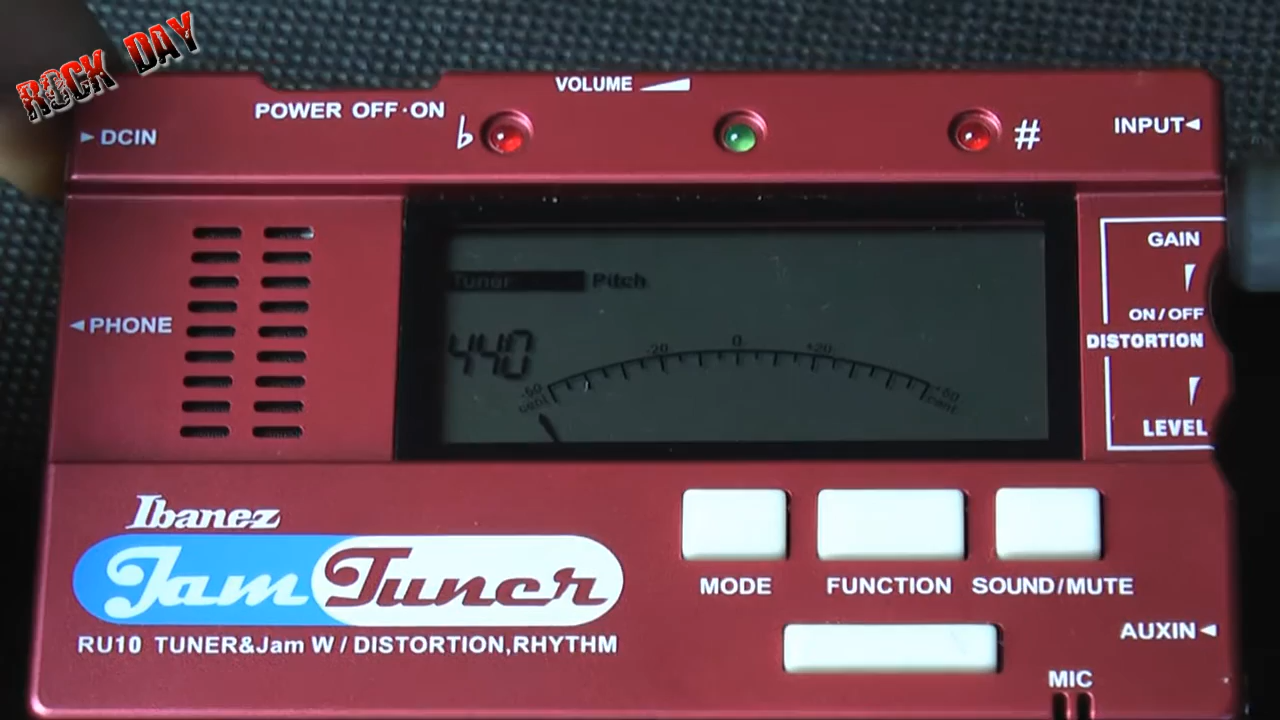 ROCK DAY
VOLUME
POWER OFF·ON
♭
#
DCIN
INPUT
GAIN
ON/OFF
DISTORTION
LEVEL
PHONE
Tuner Pitch
440
-50 -20 0 +20 +50
cent cent
Ibanez
Jam Tuner
RU10 TUNER&Jam W/DISTORTION,RHYTHM
MODE FUNCTION SOUND/MUTE
AUXIN
MIC